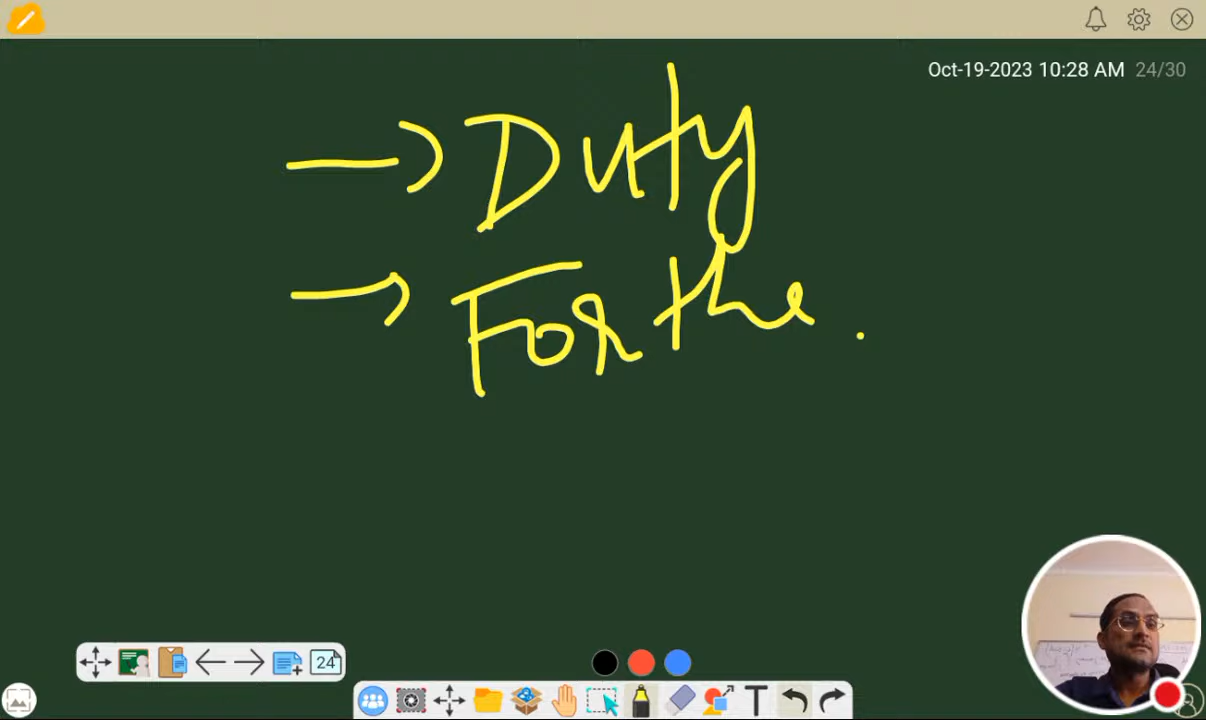 Oct-19-2023 10:28 AM 24/30
→ Duty
→ For the .
24
T